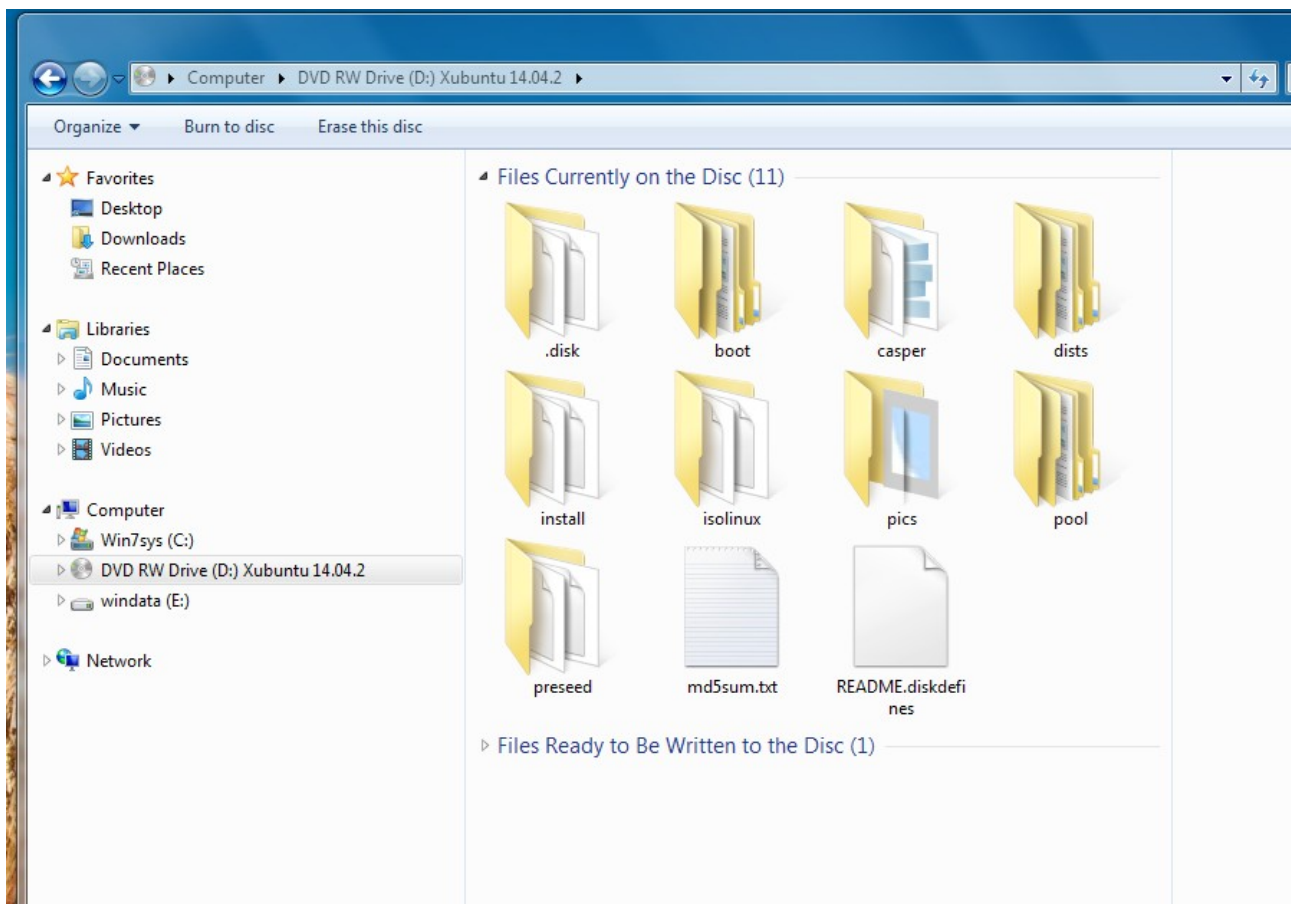 Computer DVD RW Drive (D:) Xubuntu 14.04.2
Organize Burn to disc Erase this disc
Favorites
Desktop
Downloads
Recent Places
Libraries
Documents
Music
Pictures
Videos
Computer
Win7sys (C:)
DVD RW Drive (D:) Xubuntu 14.04.2
windata (E:)
Network
Files Currently on the Disc (11)
.disk boot casper dists
install isolinux pics pool
preseed md5sum.txt README.diskdefi
nes
Files Ready to Be Written to the Disc (1)